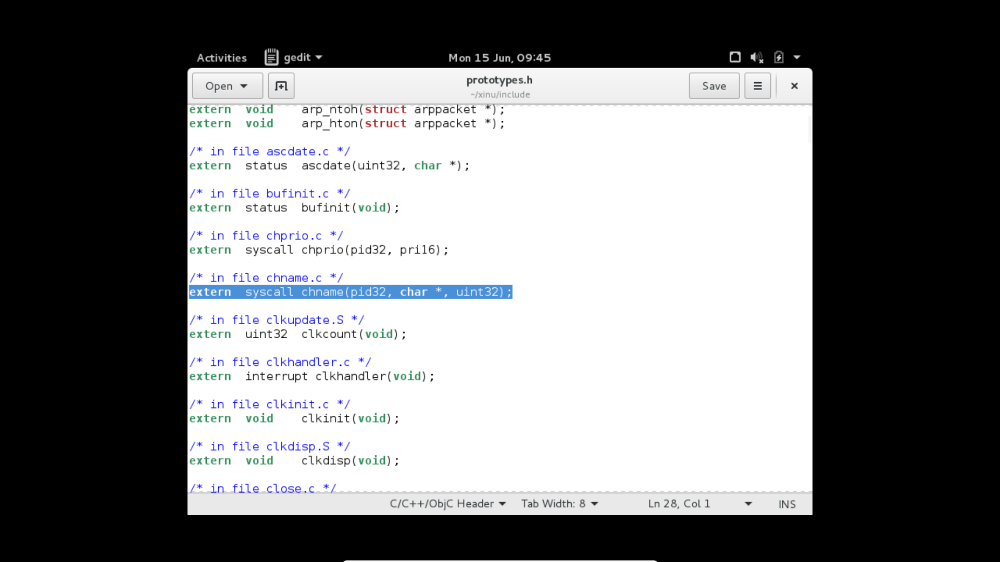 Activities gedit Mon 15 Jun, 09:45
Open prototypes.h Save
~/xinu/include
extern void arp_ntoh(struct arppacket *);
extern void arp_hton(struct arppacket *);
/* in file ascdate.c */
extern status ascdate(uint32, char *);
/* in file bufinit.c */
extern status bufinit(void);
/* in file chprio.c */
extern syscall chprio(pid32, pri16);
/* in file chname.c */
extern syscall chname(pid32, char *, uint32);
/* in file clkupdate.S */
extern uint32 clkcount(void);
/* in file clkhandler.c */
extern interrupt clkhandler(void);
/* in file clkinit.c */
extern void clkinit(void);
/* in file clkdisp.S */
extern void clkdisp(void);
/* in file close.c */
C/C++/ObjC Header Tab Width: 8 Ln 28, Col 1 INS